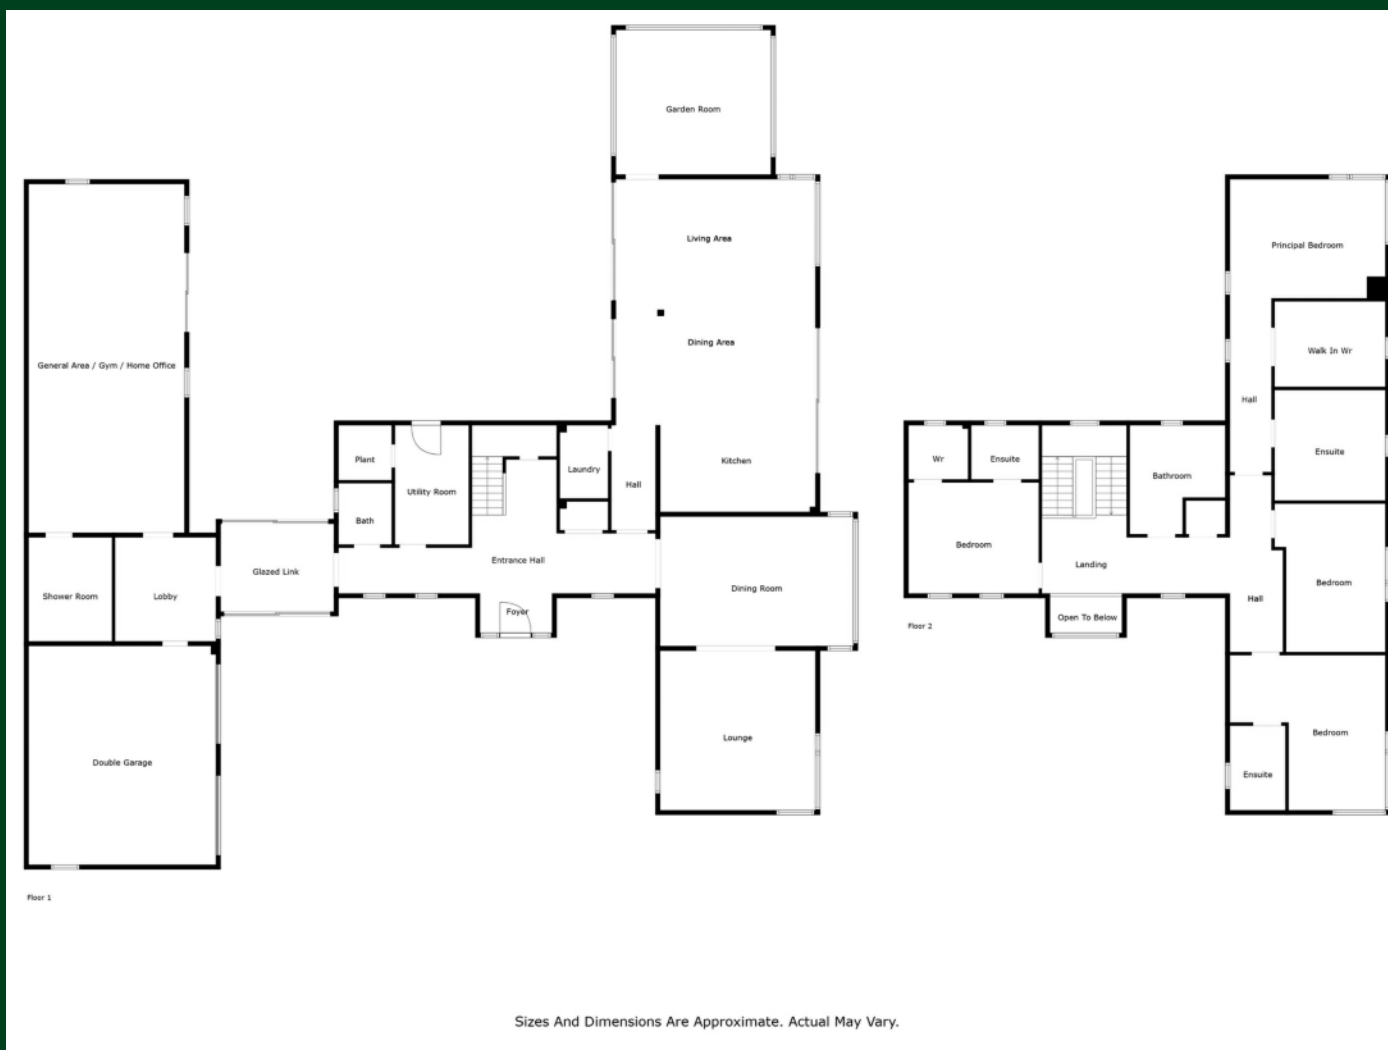 Garden Room
Living Area
General Area / Gym / Home Office
Dining Area
Plant
Utility Room
Laundry
Hall
Kitchen
Bath
Entrance Hall
Glazed Link
Shower Room
Lobby
Dining Room
Foyer
Lounge
Double Garage
Floor 1
Principal Bedroom
Walk In Wr
Hall
Ensuite
Wr
Ensuite
Bathroom
Bedroom
Landing
Bedroom
Hall
Open To Below
Floor 2
Bedroom
Ensuite
Sizes And Dimensions Are Approximate. Actual May Vary.